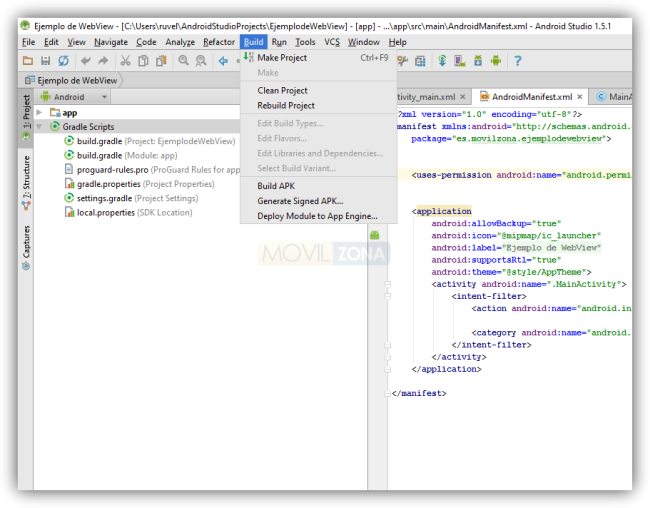 Ejemplo de WebView - [C:\Users\ruvel\AndroidStudioProjects\EjemplodeWebView] - [app] - ...\app\src\main\AndroidManifest.xml - Android Studio 1.5.1
File Edit View Navigate Code Analyze Refactor Build Run Tools VCS Window Help
Make Project Ctrl+F9
Make
Clean Project
Rebuild Project
Edit Build Types...
Edit Flavors...
Edit Libraries and Dependencies...
Select Build Variant...
Build APK
Generate Signed APK...
Deploy Module to App Engine...
Ejemplo de WebView
1: Project
7: Structure
Captures
Android
app
Gradle Scripts
build.gradle (Project: EjemplodeWebView)
build.gradle (Module: app)
proguard-rules.pro (ProGuard Rules for app
gradle.properties (Project Properties)
settings.gradle (Project Settings)
local.properties (SDK Location)
tivity_main.xml AndroidManifest.xml MainA
?xml version="1.0" encoding="utf-8"?>
manifest xmlns:android="http://schemas.android.
package="es.movilzona.ejemplodewebview">
<uses-permission android:name="android.permi
<application
android:allowBackup="true"
android:icon="@mipmap/ic_launcher"
android:label="Ejemplo de WebView"
android:supportsRtl="true"
android:theme="@style/AppTheme">
<activity android:name=".MainActivity">
<intent-filter>
<action android:name="android.in
<category android:name="android.
</intent-filter>
</activity>
</application>
</manifest>
MOVILZONA